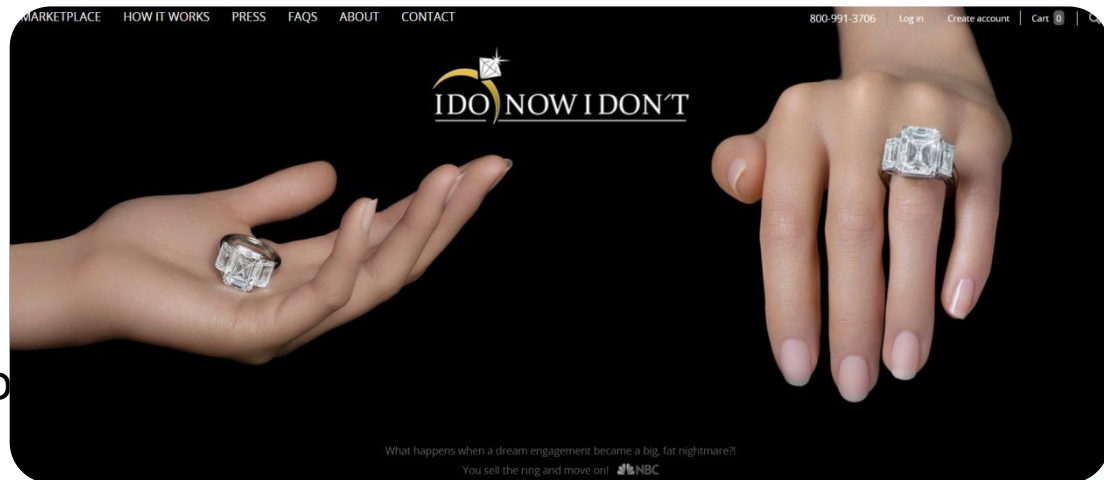 MARKETPLACE HOW IT WORKS PRESS FAQS ABOUT CONTACT 800-991-3706 Log in Create account Cart 0
I DO NOW I DON´T
What happens when a dream engagement became a big, fat nightmare?!
You sell the ring and move on! NBC